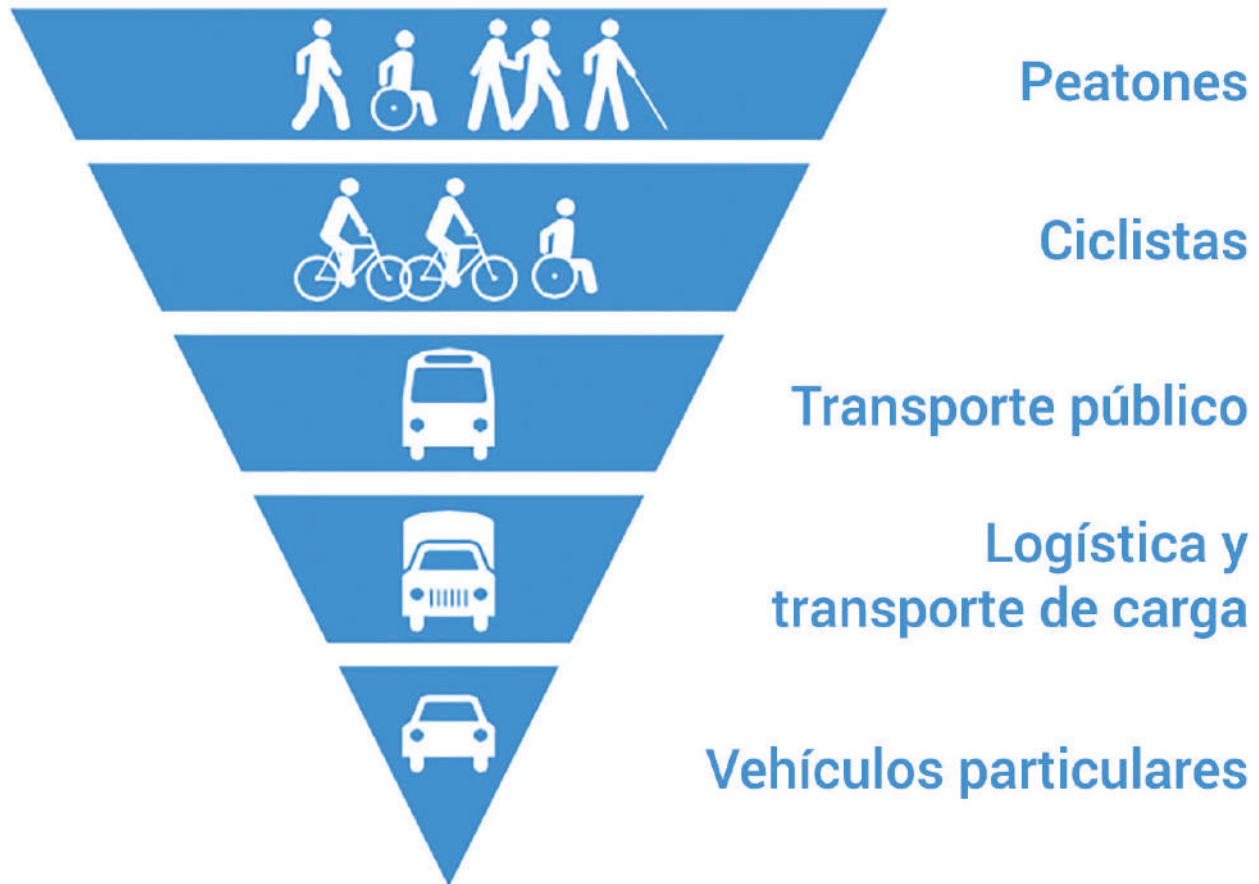 Peatones
Ciclistas
Transporte público
Logística y
transporte de carga
Vehículos particulares